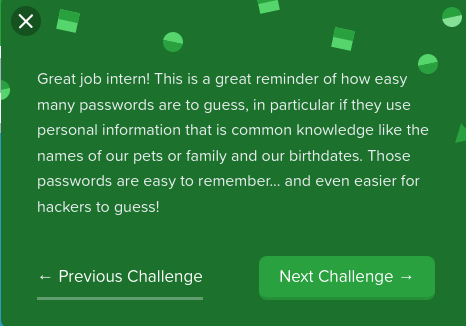 Great job intern! This is a great reminder of how easy
many passwords are to guess, in particular if they use
personal information that is common knowledge like the
names of our pets or family and our birthdates. Those
passwords are easy to remember... and even easier for
hackers to guess!
← Previous Challenge
Next Challenge →